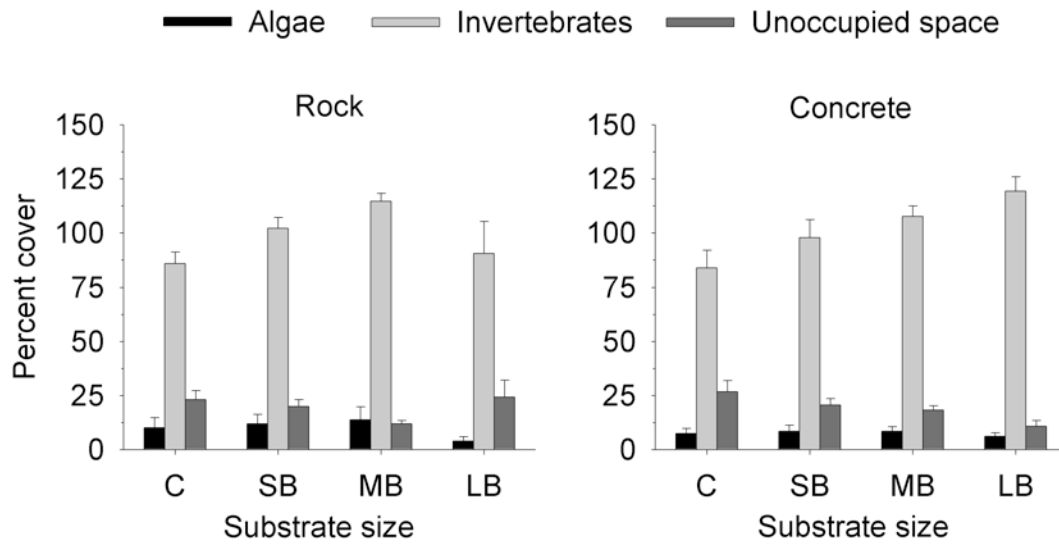 Algae Invertebrates Unoccupied space
Rock
Concrete
150
125
100
75
50
25
0
Percent cover
C SB MB LB
Substrate size
150
125
100
75
50
25
0
C SB MB LB
Substrate size